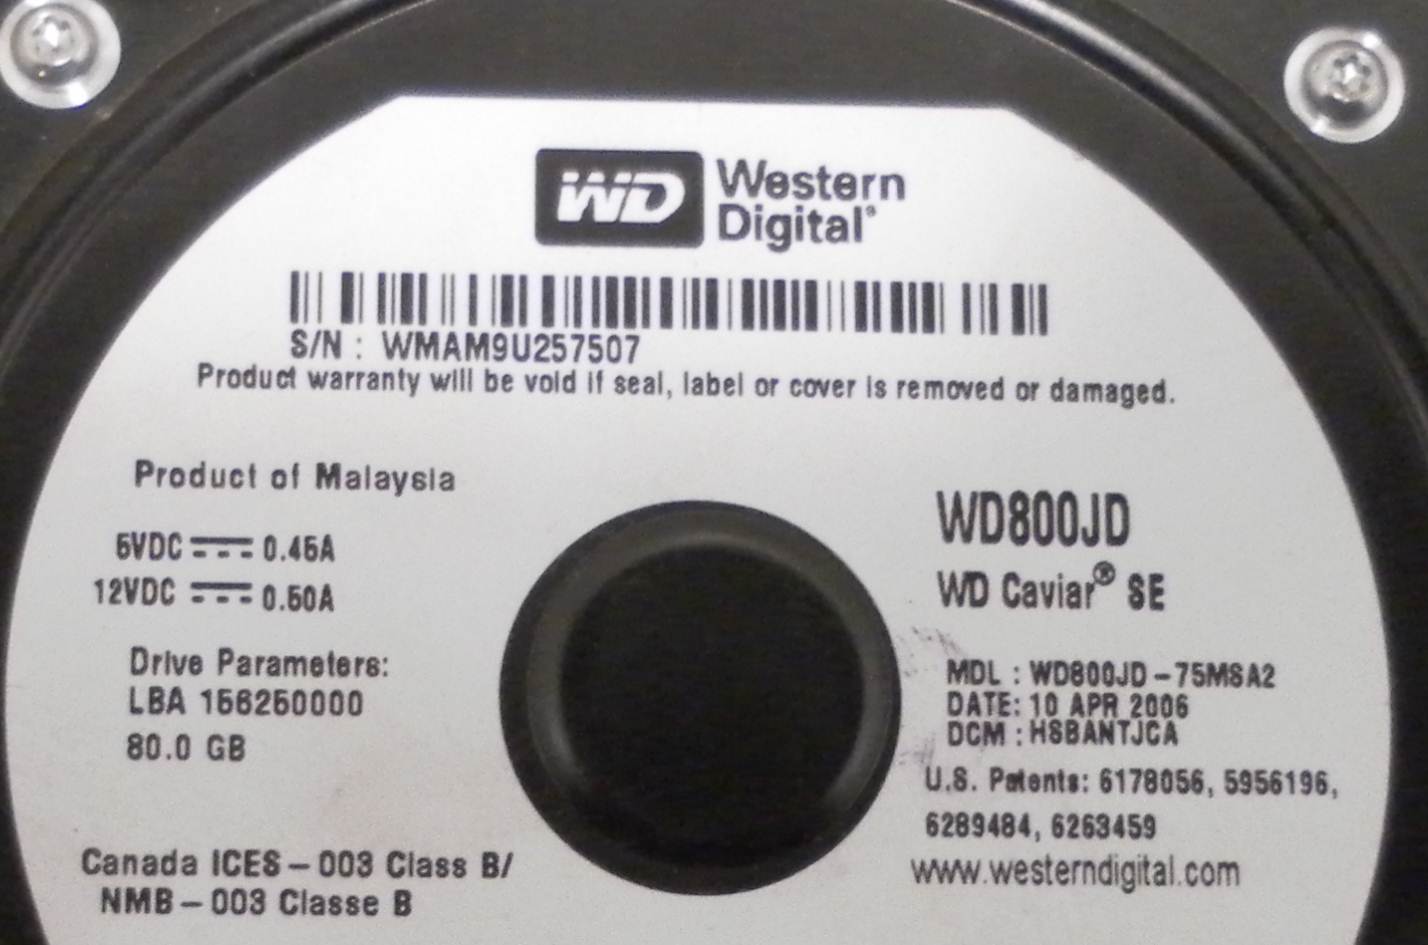 WD Western
Digital®
S/N : WMAM9U257507
Product warranty will be void if seal, label or cover is removed or damaged.
Product of Malaysia
5VDC ⎓ 0.45A
12VDC ⎓ 0.50A
Drive Parameters:
LBA 156250000
80.0 GB
Canada ICES-003 Class B/
NMB-003 Classe B
WD800JD
WD Caviar® SE
MDL : WD800JD-75MSA2
DATE: 10 APR 2006
DCM : HSBANTJCA
U.S. Patents: 6178056, 5956196,
6289484, 6263459
www.westerndigital.com